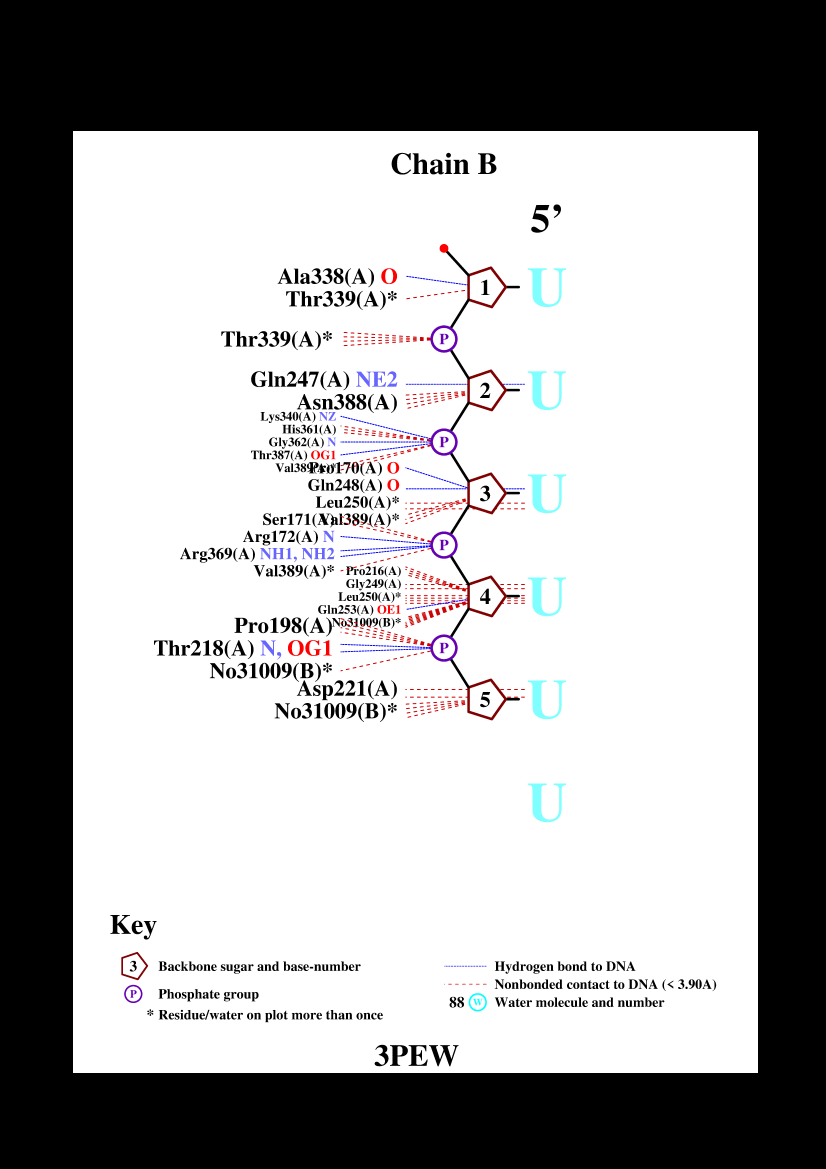 Chain B
5’
Ala338(A) O
1
U
Thr339(A)*
Thr339(A)*
P
Gln247(A) NE2
2
U
Asn388(A)
Lys340(A) NZ
His361(A)
Gly362(A) N
P
Thr387(A) OG1
Val389(A)*
Pro170(A) O
Gln248(A) O
3
U
Leu250(A)*
Val389(A)*
Ser171(A)
Arg172(A) N
P
Arg369(A) NH1, NH2
Val389(A)*
Pro216(A)
Gly249(A)
Leu250(A)*
4
U
Gln253(A) OE1
No31009(B)*
Pro198(A)
Thr218(A) N, OG1
P
No31009(B)*
Asp221(A)
5
U
No31009(B)*
U
Key
3 Backbone sugar and base-number
P Phosphate group
* Residue/water on plot more than once
Hydrogen bond to DNA
Nonbonded contact to DNA (< 3.90A)
88 W Water molecule and number
3PEW